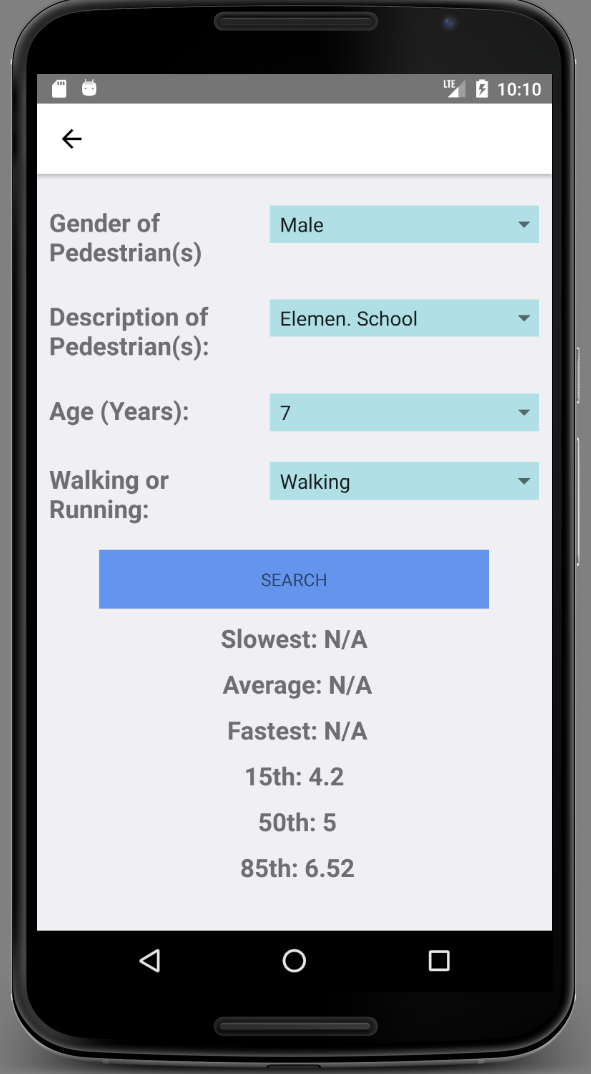 LTE 10:10
Gender of
Pedestrian(s)
Male
Description of
Pedestrian(s):
Elemen. School
Age (Years):
7
Walking or
Running:
Walking
SEARCH
Slowest: N/A
Average: N/A
Fastest: N/A
15th: 4.2
50th: 5
85th: 6.52